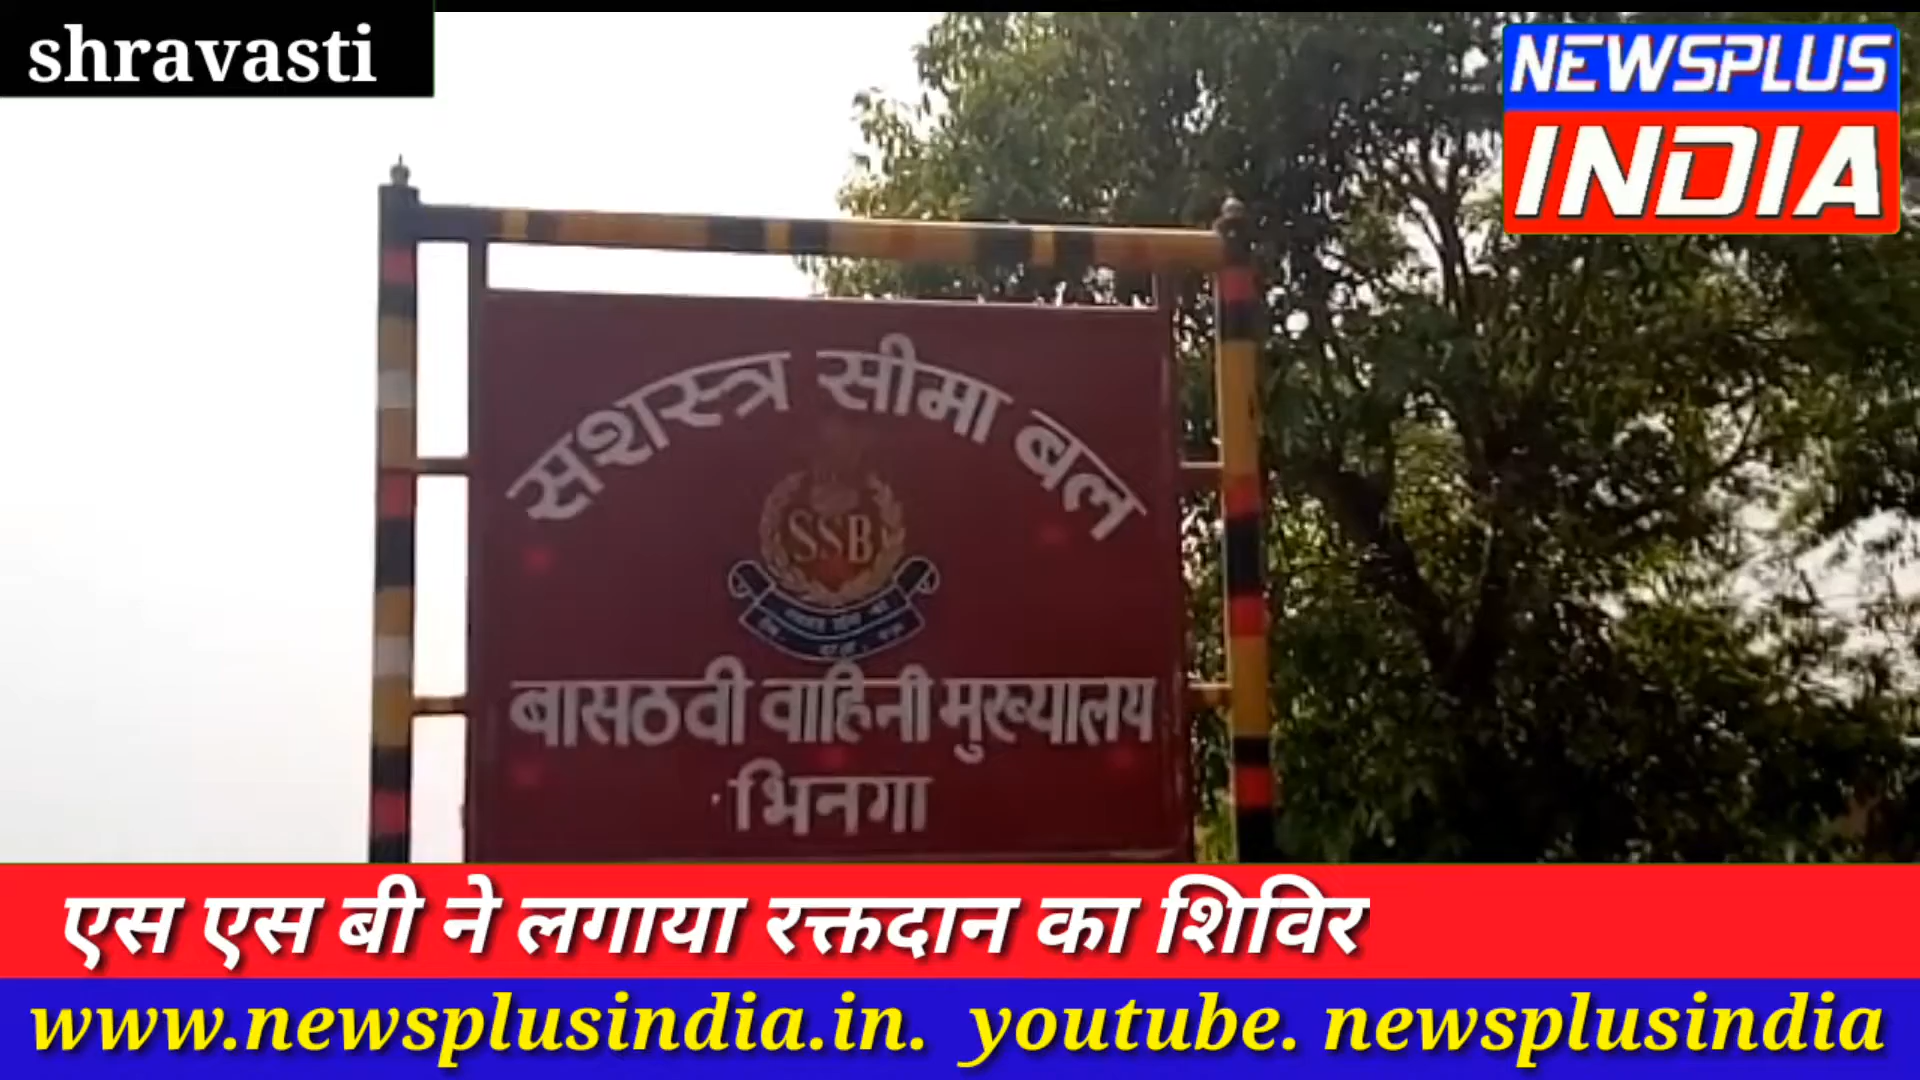 shravasti
NEWSPLUS
INDIA
सशस्त्र सीमा बल
SSB
बासठवी वाहिनी मुख्यालय
भिनगा
एस एस बी ने लगाया रक्तदान का शिविर
www.newsplusindia.in. youtube. newsplusindia